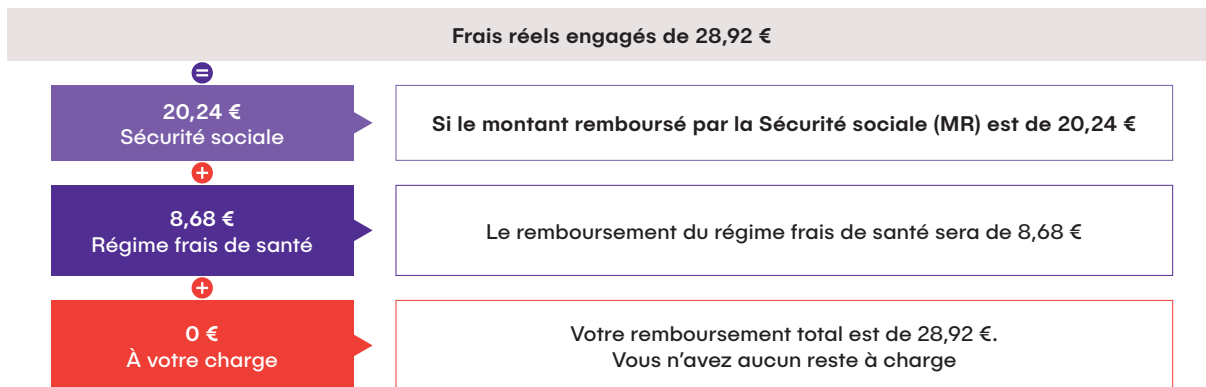 Frais réels engagés de 28,92 €
=
20,24 €
Sécurité sociale
Si le montant remboursé par la Sécurité sociale (MR) est de 20,24 €
+
8,68 €
Régime frais de santé
Le remboursement du régime frais de santé sera de 8,68 €
+
0 €
À votre charge
Votre remboursement total est de 28,92 €.
Vous n'avez aucun reste à charge